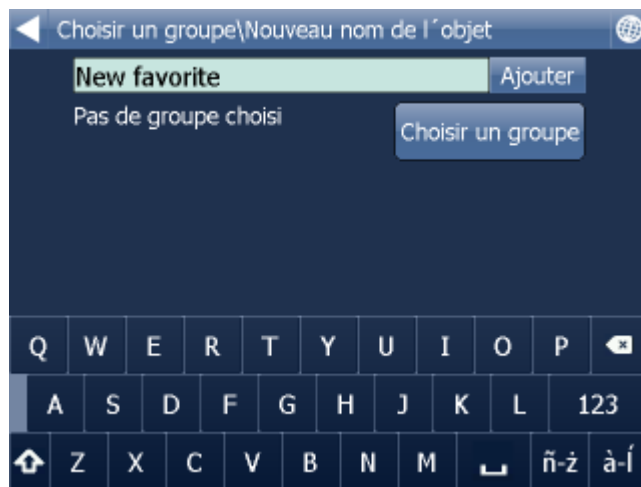 Choisir un groupe\Nouveau nom de l´objet
New favorite Ajouter
Pas de groupe choisi Choisir un groupe
Q W E R T Y U I O P
A S D F G H J K L 123
Z X C V B N M ñ-ż à-Í